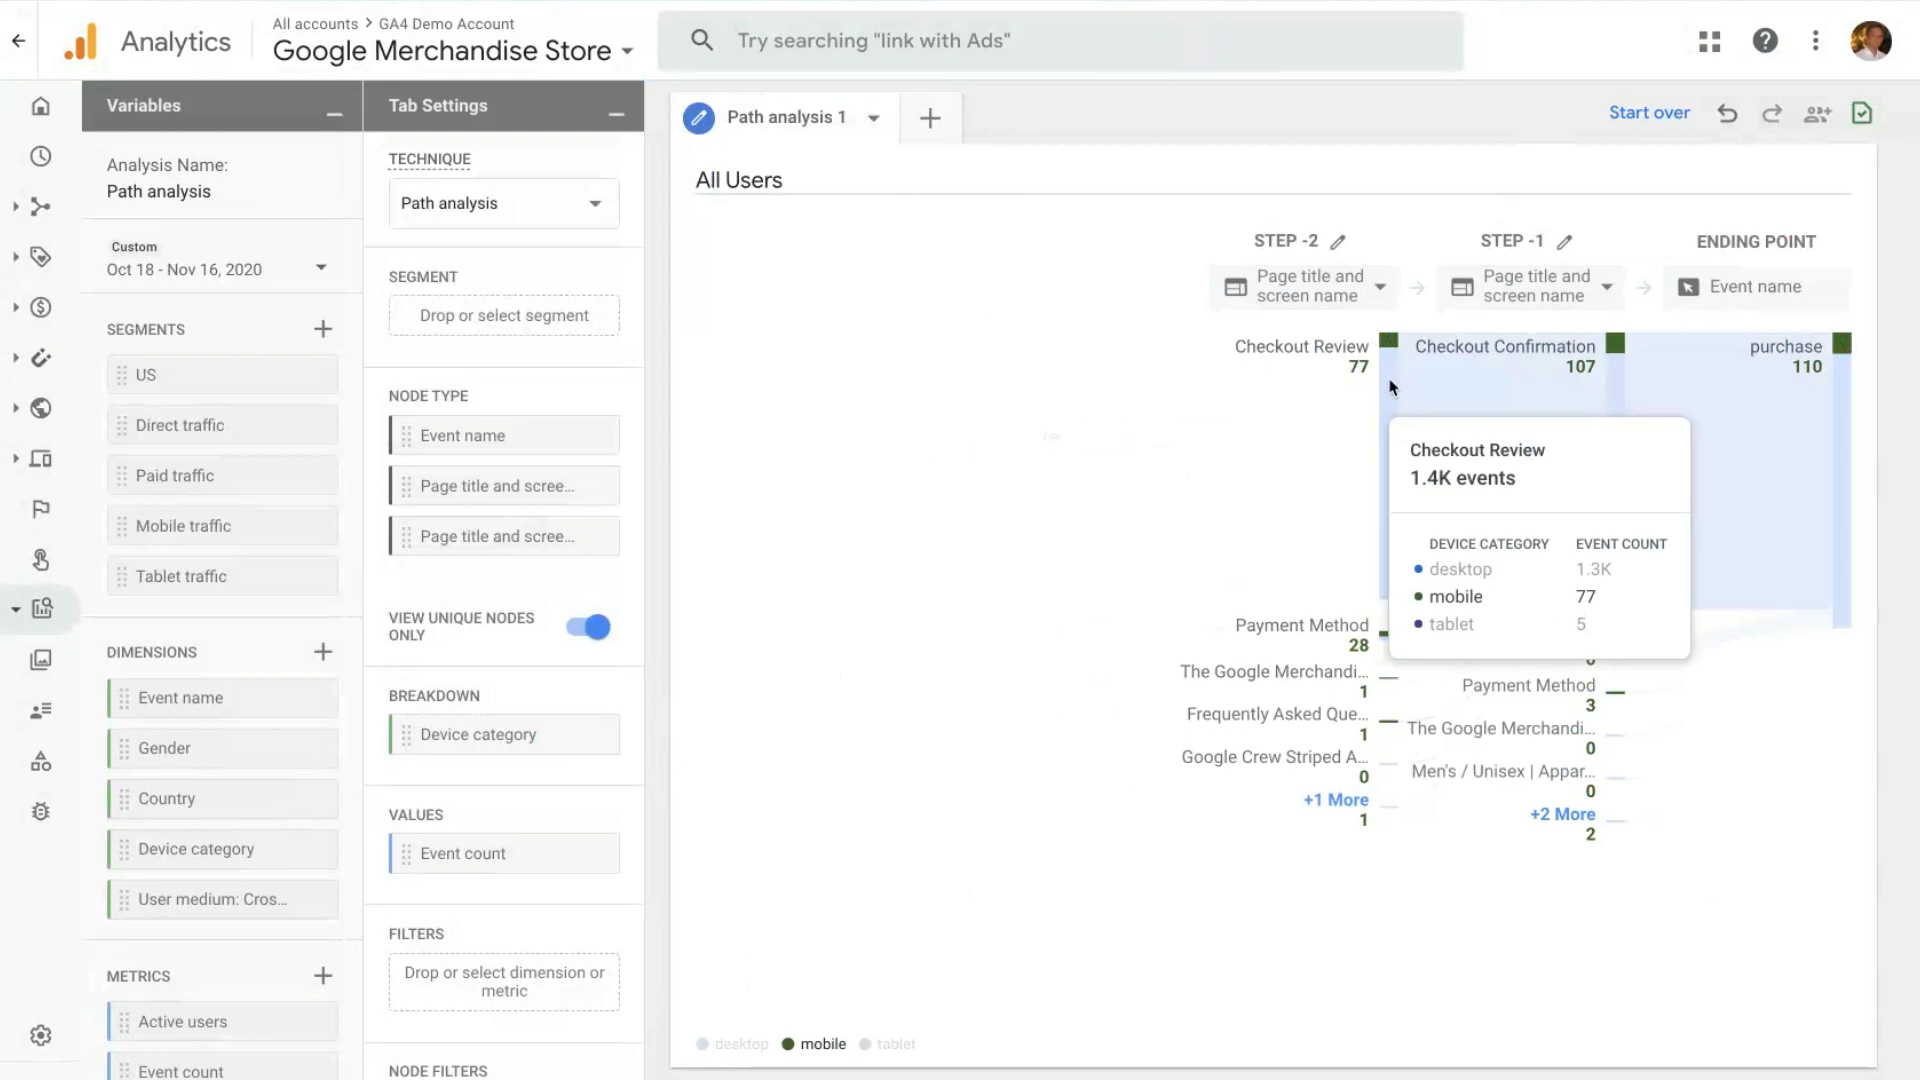 Analytics
All accounts > GA4 Demo Account
Google Merchandise Store
Try searching "link with Ads"
Variables
Analysis Name:
Path analysis
Custom
Oct 18 - Nov 16, 2020
SEGMENTS
US
Direct traffic
Paid traffic
Mobile traffic
Tablet traffic
DIMENSIONS
Event name
Gender
Country
Device category
User medium: Cros...
METRICS
Active users
Event count
Tab Settings
TECHNIQUE
Path analysis
SEGMENT
Drop or select segment
NODE TYPE
Event name
Page title and scree...
Page title and scree...
VIEW UNIQUE NODES
ONLY
BREAKDOWN
Device category
VALUES
Event count
FILTERS
Drop or select dimension or
metric
NODE FILTERS
Path analysis 1
Start over
All Users
STEP -2
Page title and
screen name
STEP -1
Page title and
screen name
ENDING POINT
Event name
Checkout Review
77
Payment Method
28
The Google Merchandi...
1
Frequently Asked Que...
1
Google Crew Striped A...
0
+1 More
1
Checkout Confirmation
107
0
Payment Method
3
The Google Merchandi...
0
Men's / Unisex | Appar...
0
+2 More
2
purchase
110
Checkout Review
1.4K events
DEVICE CATEGORY EVENT COUNT
desktop 1.3K
mobile 77
tablet 5
desktop mobile tablet